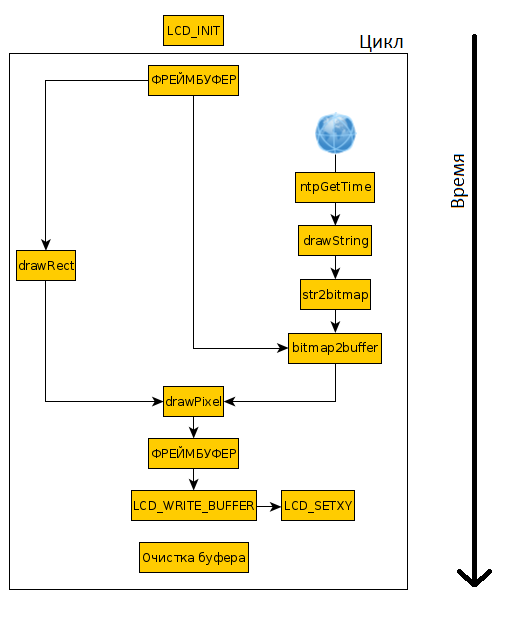 LCD_INIT
Цикл
ФРЕЙМБУФЕР
Время
ntpGetTime
drawString
drawRect
str2bitmap
bitmap2buffer
drawPixel
ФРЕЙМБУФЕР
LCD_WRITE_BUFFER
LCD_SETXY
Очистка буфера